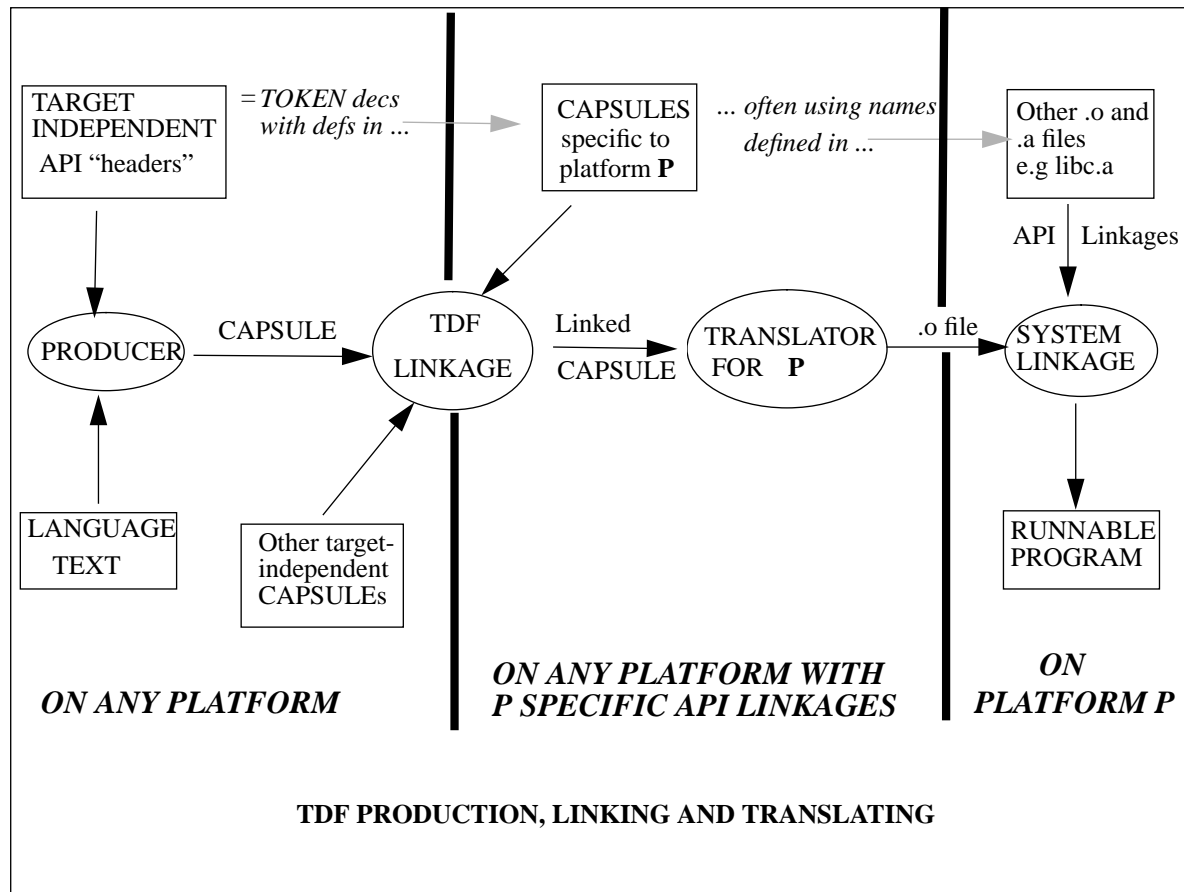 TARGET
INDEPENDENT
API “headers”
= TOKEN decs
with defs in ...
CAPSULES
specific to
platform P
... often using names
defined in ...
Other .o and
.a files
e.g libc.a
API Linkages
PRODUCER
CAPSULE
TDF
LINKAGE
Linked
CAPSULE
TRANSLATOR
FOR P
.o file
SYSTEM
LINKAGE
LANGUAGE
TEXT
Other target-
independent
CAPSULEs
RUNNABLE
PROGRAM
ON ANY PLATFORM
ON ANY PLATFORM WITH
P SPECIFIC API LINKAGES
ON
PLATFORM P
TDF PRODUCTION, LINKING AND TRANSLATING